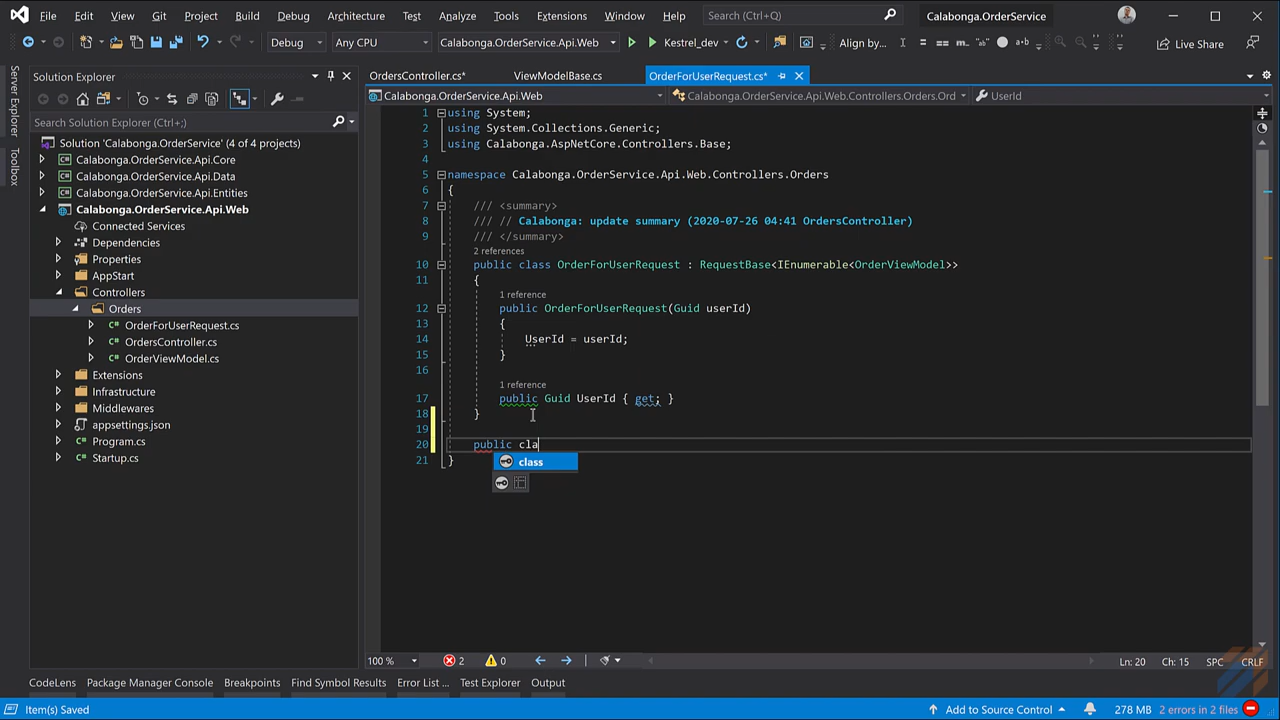 File Edit View Git Project Build Debug Architecture Test Analyze Tools Extensions Window Help Search (Ctrl+Q) Calabonga.OrderService
Debug Any CPU Calabonga.OrderService.Api.Web Kestrel_dev Align by... Live Share
Server Explorer
Toolbox
Solution Explorer
Search Solution Explorer (Ctrl+;)
Solution 'Calabonga.OrderService' (4 of 4 projects)
Calabonga.OrderService.Api.Core
Calabonga.OrderService.Api.Data
Calabonga.OrderService.Api.Entities
Calabonga.OrderService.Api.Web
Connected Services
Dependencies
Properties
AppStart
Controllers
Orders
OrderForUserRequest.cs
OrdersController.cs
OrderViewModel.cs
Extensions
Infrastructure
Middlewares
appsettings.json
Program.cs
Startup.cs
OrdersController.cs* ViewModelBase.cs OrderForUserRequest.cs*
Calabonga.OrderService.Api.Web Calabonga.OrderService.Api.Web.Controllers.Orders.Ord UserId
1 using System;
2 using System.Collections.Generic;
3 using Calabonga.AspNetCore.Controllers.Base;
4
5 namespace Calabonga.OrderService.Api.Web.Controllers.Orders
6 {
7 /// <summary>
8 /// // Calabonga: update summary (2020-07-26 04:41 OrdersController)
9 /// </summary>
2 references
10 public class OrderForUserRequest : RequestBase<IEnumerable<OrderViewModel>>
11 {
1 reference
12 public OrderForUserRequest(Guid userId)
13 {
14 UserId = userId;
15 }
16
1 reference
17 public Guid UserId { get; }
18 }
19
20 public cla
21 }
class
100 % 2 0 Ln: 20 Ch: 15 SPC CRLF
CodeLens Package Manager Console Breakpoints Find Symbol Results Error List ... Test Explorer Output
Item(s) Saved Add to Source Control 278 MB 2 errors in 2 files